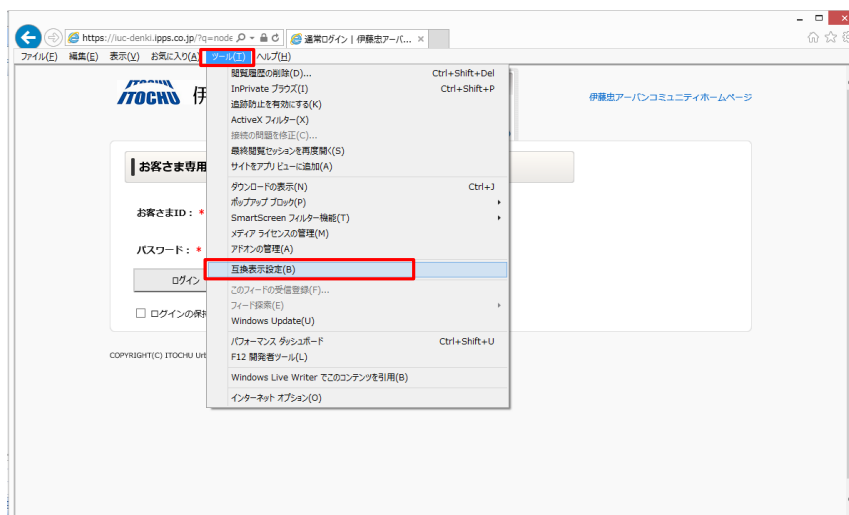 https://iuc-denki.ipps.co.jp/?q=node
通常ログイン | 伊藤忠アーバ... ×
ファイル(F) 編集(E) 表示(V) お気に入り(A) ツール(T) ヘルプ(H)
ITOCHU 伊
伊藤忠アーバンコミュニティホームページ
閲覧履歴の削除(D)... Ctrl+Shift+Del
InPrivate ブラウズ(I) Ctrl+Shift+P
追跡防止を有効にする(K)
ActiveX フィルター(X)
接続の問題を修正(C)...
最終閲覧セッションを再度開く(S)
サイトをアプリ ビューに追加(A)
ダウンロードの表示(N) Ctrl+J
ポップアップ ブロック(P)
SmartScreen フィルター機能(T)
メディア ライセンスの管理(M)
アドオンの管理(A)
互換表示設定(B)
このフィードの受信登録(F)...
フィード探索(E)
Windows Update(U)
パフォーマンス ダッシュボード Ctrl+Shift+U
F12 開発者ツール(L)
Windows Live Writer でこのコンテンツを引用(B)
インターネット オプション(O)
お客さま専用
お客さまID： *
パスワード： *
ログイン
ログインの保持
COPYRIGHT(C) ITOCHU Urb